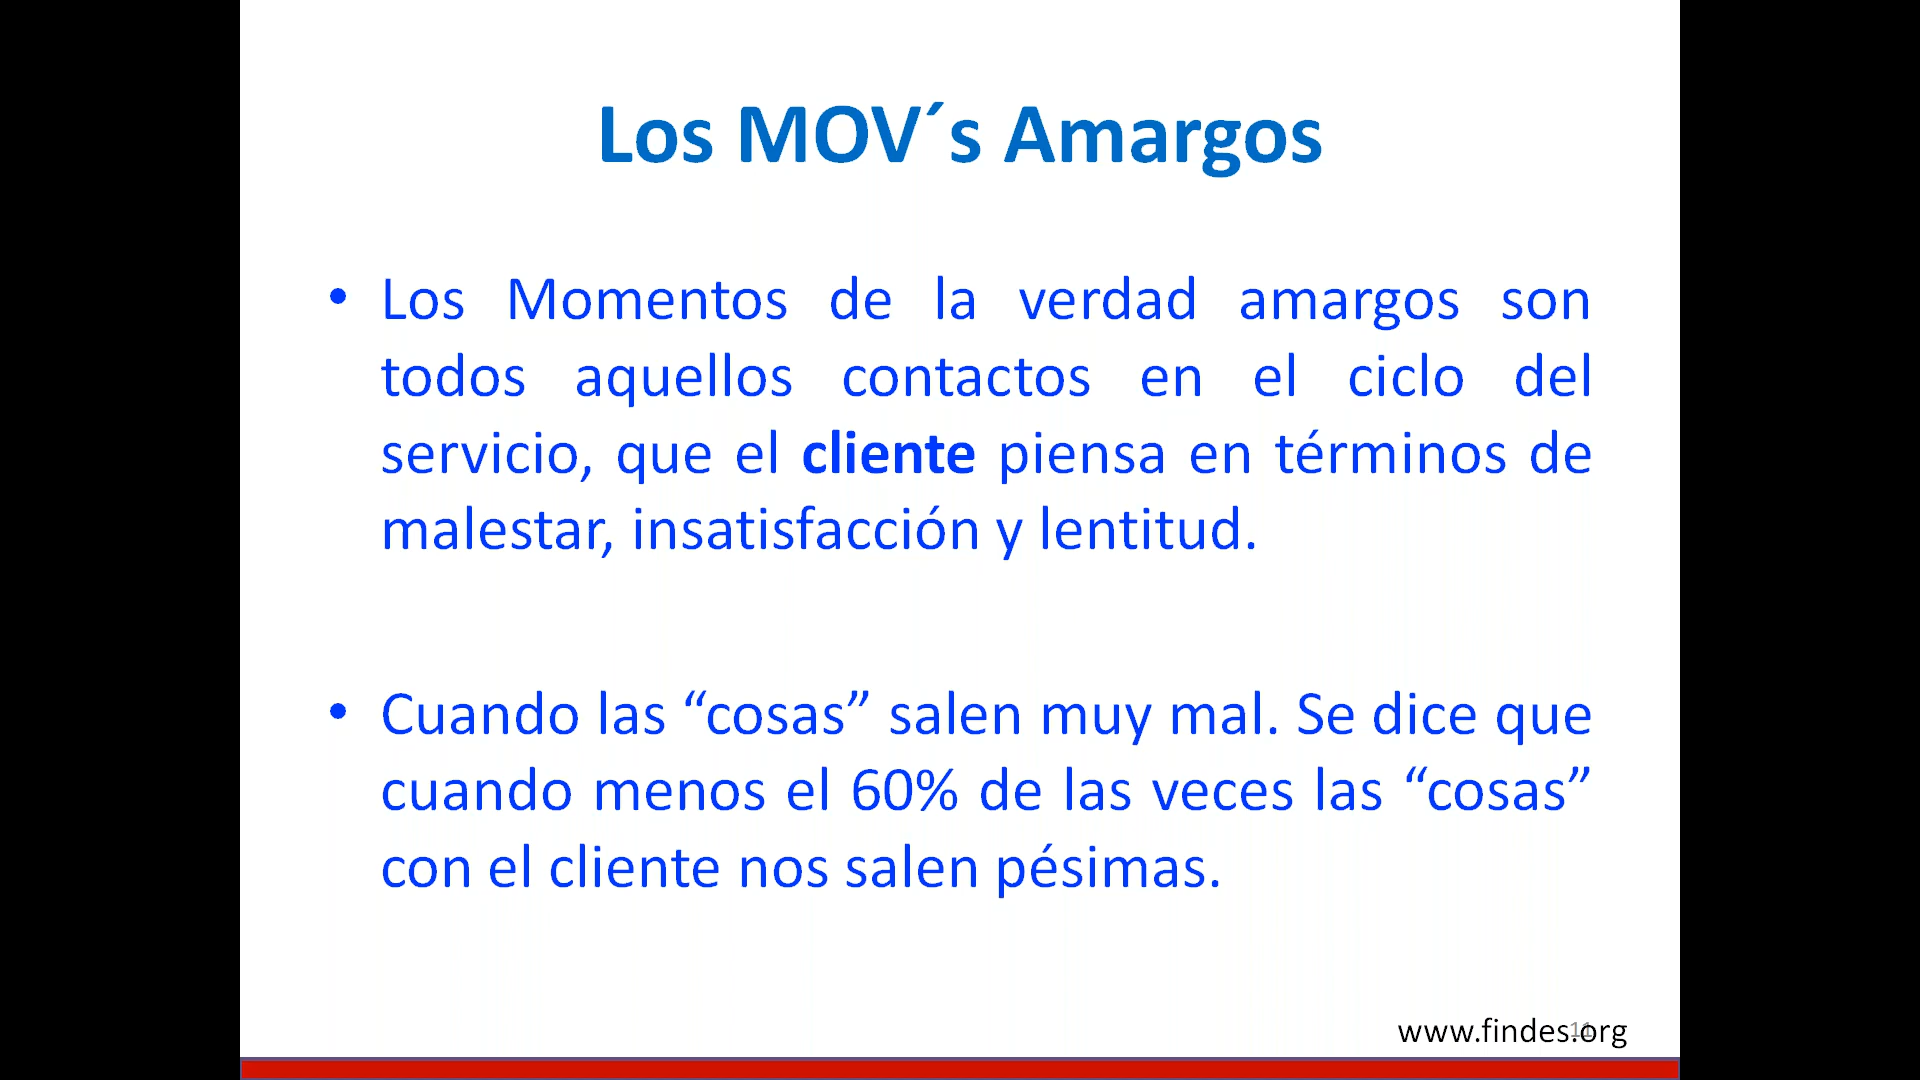 Los MOV´s Amargos
• Los Momentos de la verdad amargos son
todos aquellos contactos en el ciclo del
servicio, que el cliente piensa en términos de
malestar, insatisfacción y lentitud.
• Cuando las “cosas” salen muy mal. Se dice que
cuando menos el 60% de las veces las “cosas”
con el cliente nos salen pésimas.
www.findes.org
11